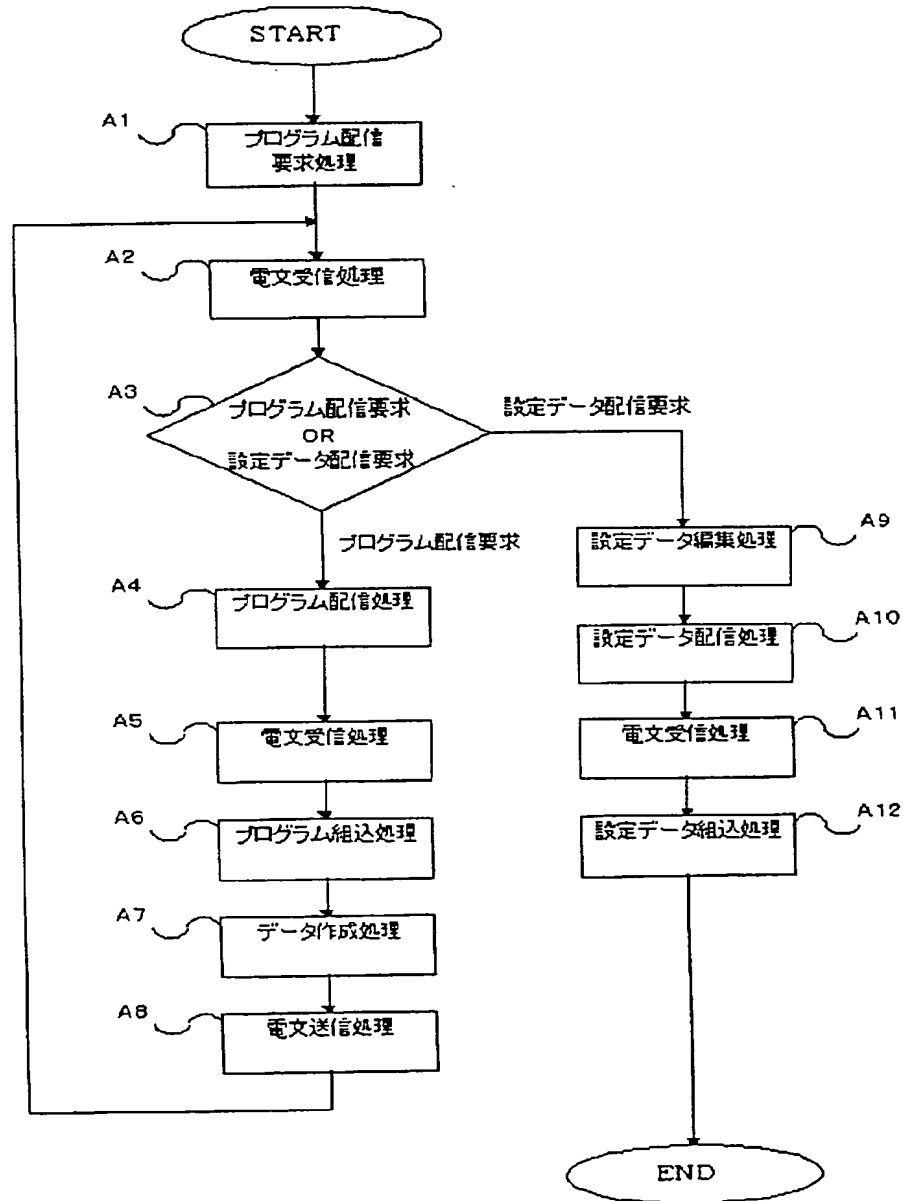 START
A1
プログラム配信
要求処理
A2
電文受信処理
A3
プログラム配信要求
OR
設定データ配信要求
設定データ配信要求
プログラム配信要求
A4
プログラム配信処理
A5
電文受信処理
A6
プログラム組込処理
A7
データ作成処理
A8
電文送信処理
A9
設定データ編集処理
A10
設定データ配信処理
A11
電文受信処理
A12
設定データ組込処理
END